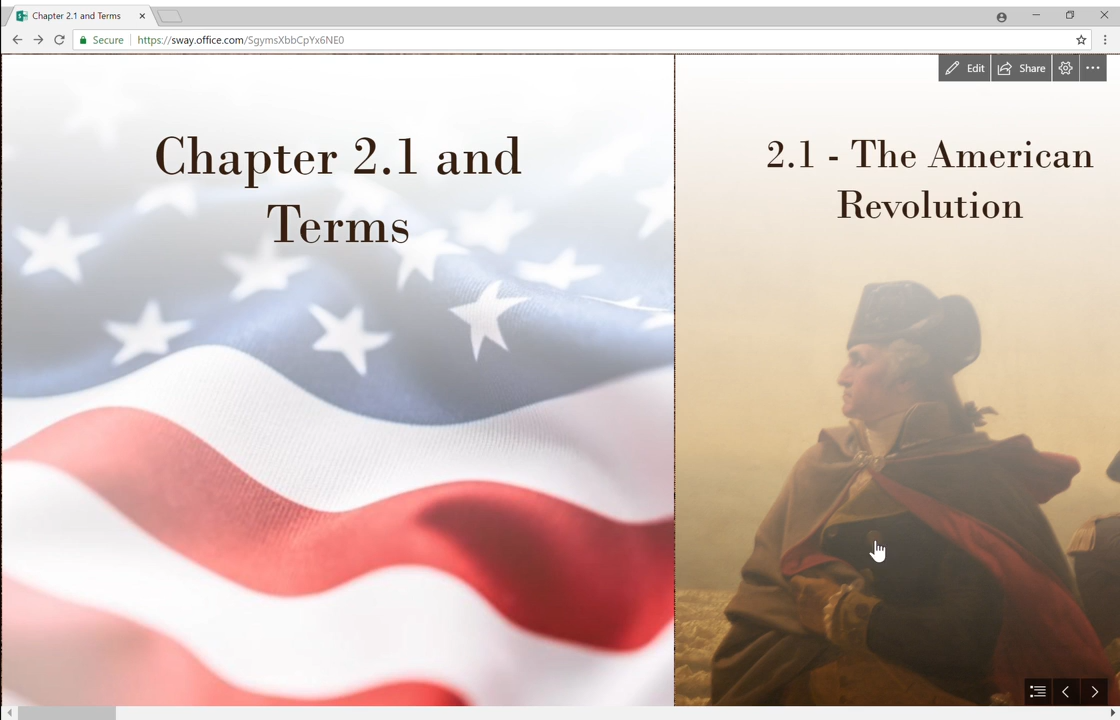 Chapter 2.1 and Terms
Secure
https://sway.office.com/SgymsXbbCpYx6NE0
Edit
Share
Chapter 2.1 and
Terms
2.1 - The American
Revolution